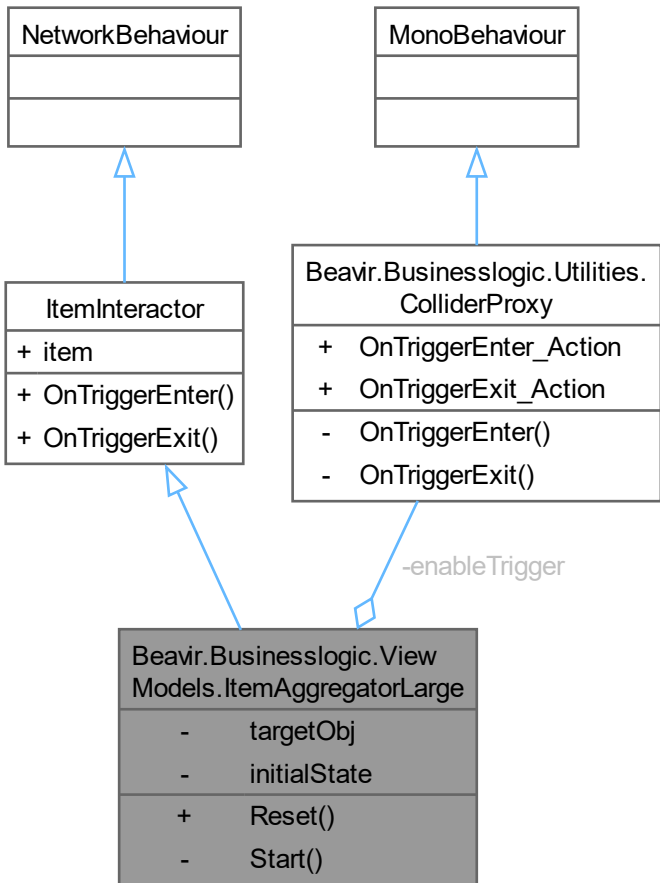 NetworkBehaviour
MonoBehaviour
ItemInteractor
+ item
+ OnTriggerEnter()
+ OnTriggerExit()
Beavir.Businesslogic.Utilities.
ColliderProxy
+ OnTriggerEnter_Action
+ OnTriggerExit_Action
- OnTriggerEnter()
- OnTriggerExit()
-enableTrigger
Beavir.Businesslogic.View
Models.ItemAggregatorLarge
- targetObj
- initialState
+ Reset()
- Start()